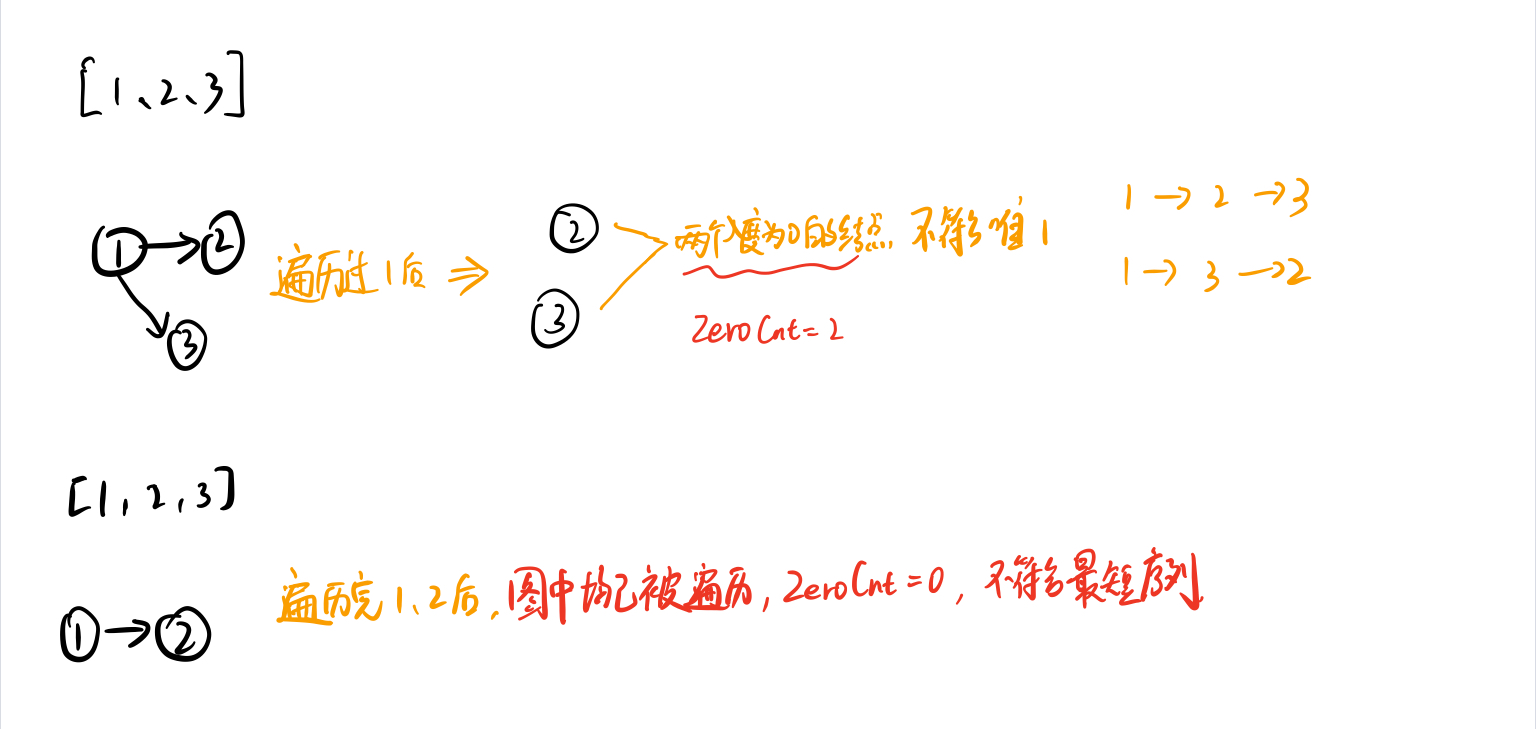 [1、2、3]
1 → 2 → 3
1 → 2
遍历过1后 ⇒
2
两个入度为0的结点, 不符合唯1
1 → 3 → 2
3
3
ZeroCnt = 2
[1, 2, 3]
1 → 2
遍历完1、2后, 图中均已被遍历, ZeroCnt = 0, 不符合最短序列